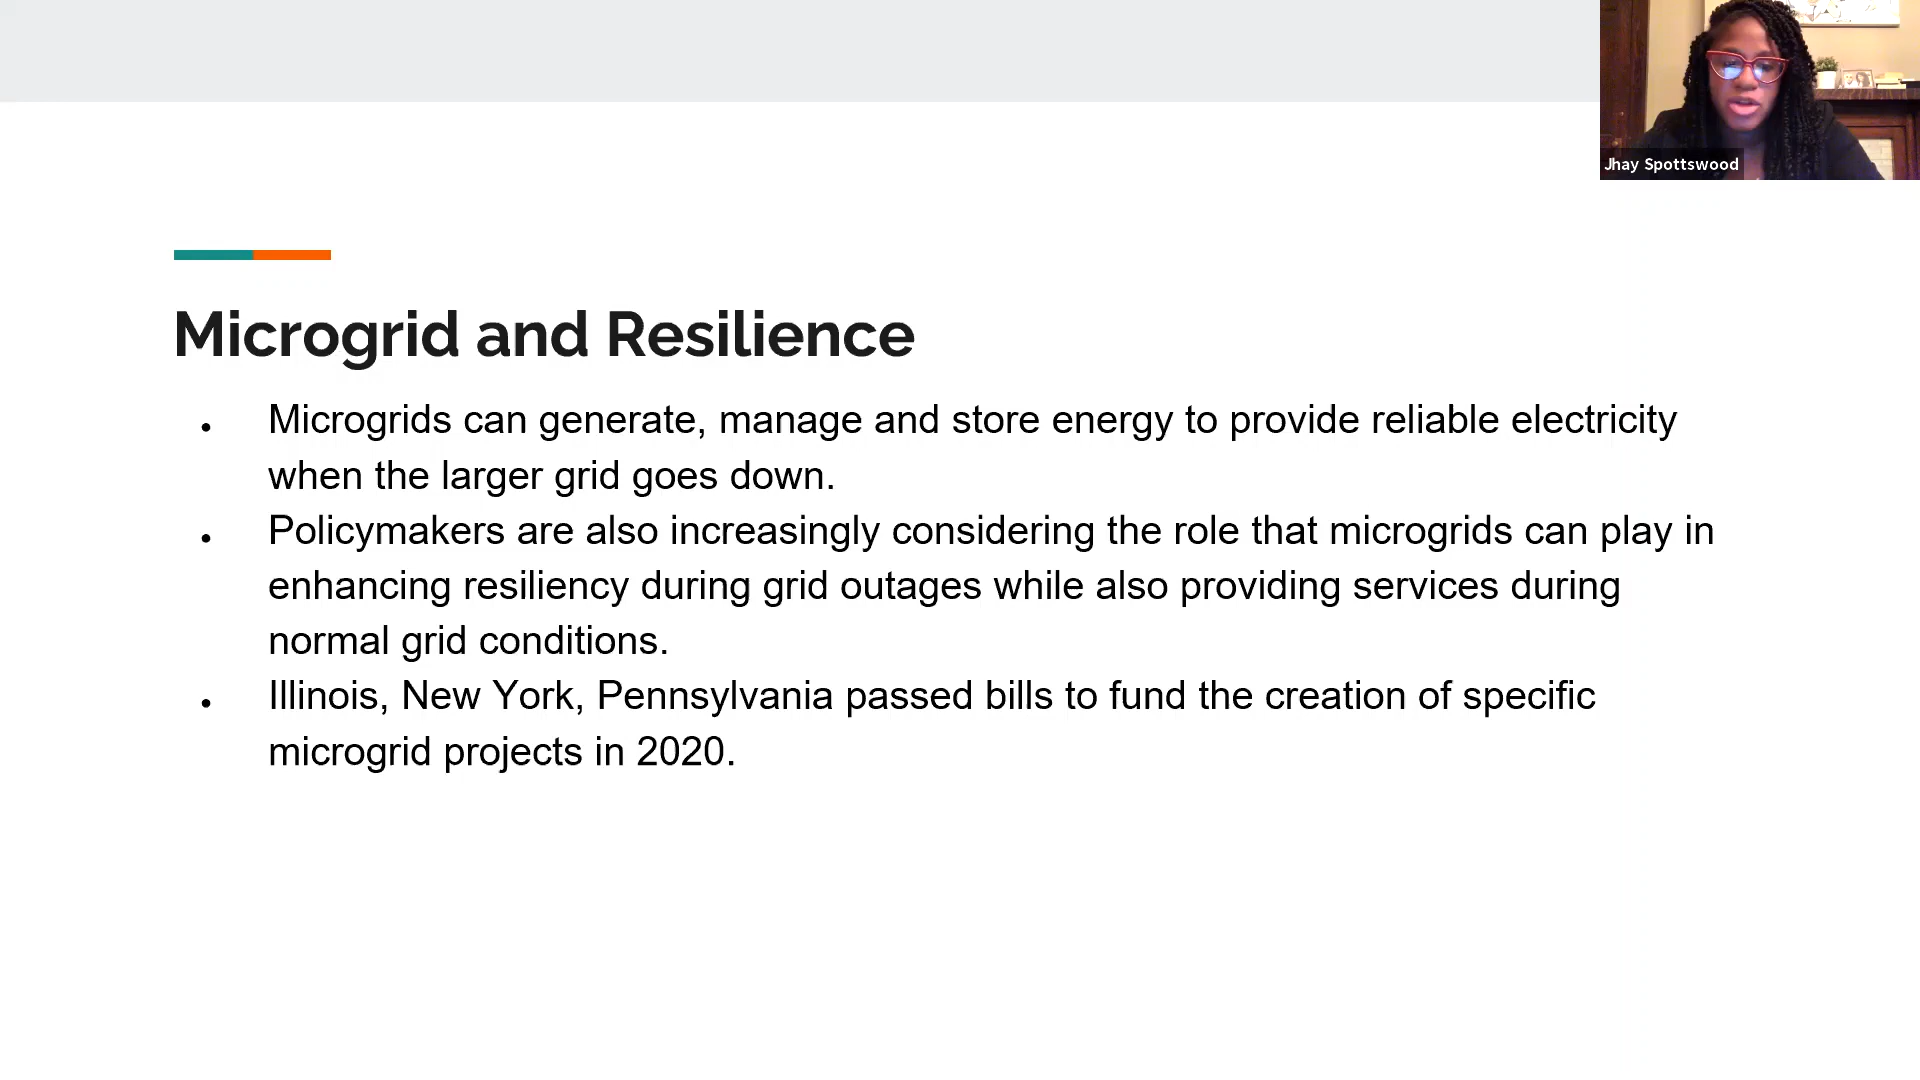 Jhay Spottswood
Microgrid and Resilience
• Microgrids can generate, manage and store energy to provide reliable electricity
when the larger grid goes down.
• Policymakers are also increasingly considering the role that microgrids can play in
enhancing resiliency during grid outages while also providing services during
normal grid conditions.
• Illinois, New York, Pennsylvania passed bills to fund the creation of specific
microgrid projects in 2020.